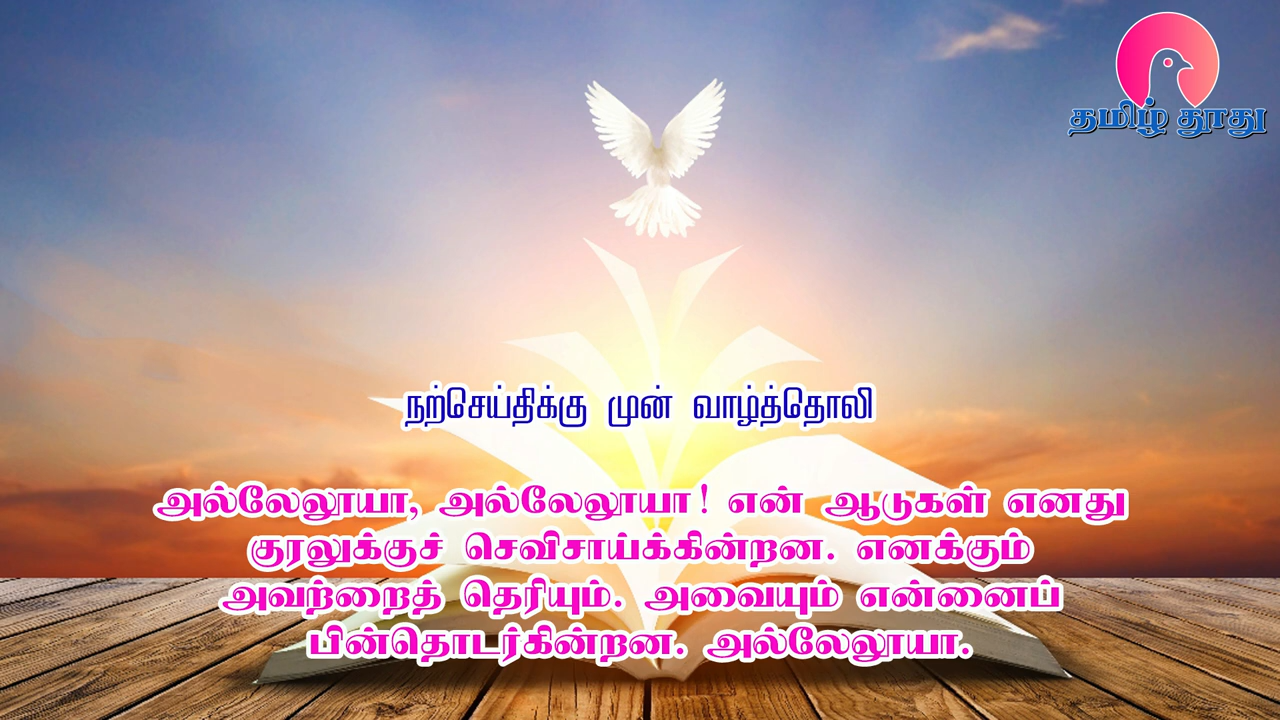 தமிழ் தூது
நற்செய்திக்கு முன் வாழ்த்தொலி
அல்லேலூயா, அல்லேலூயா! என் ஆடுகள் எனது
குரலுக்குச் செவிசாய்க்கின்றன. எனக்கும்
அவற்றைத் தெரியும். அவையும் என்னைப்
பின்தொடர்கின்றன. அல்லேலூயா.